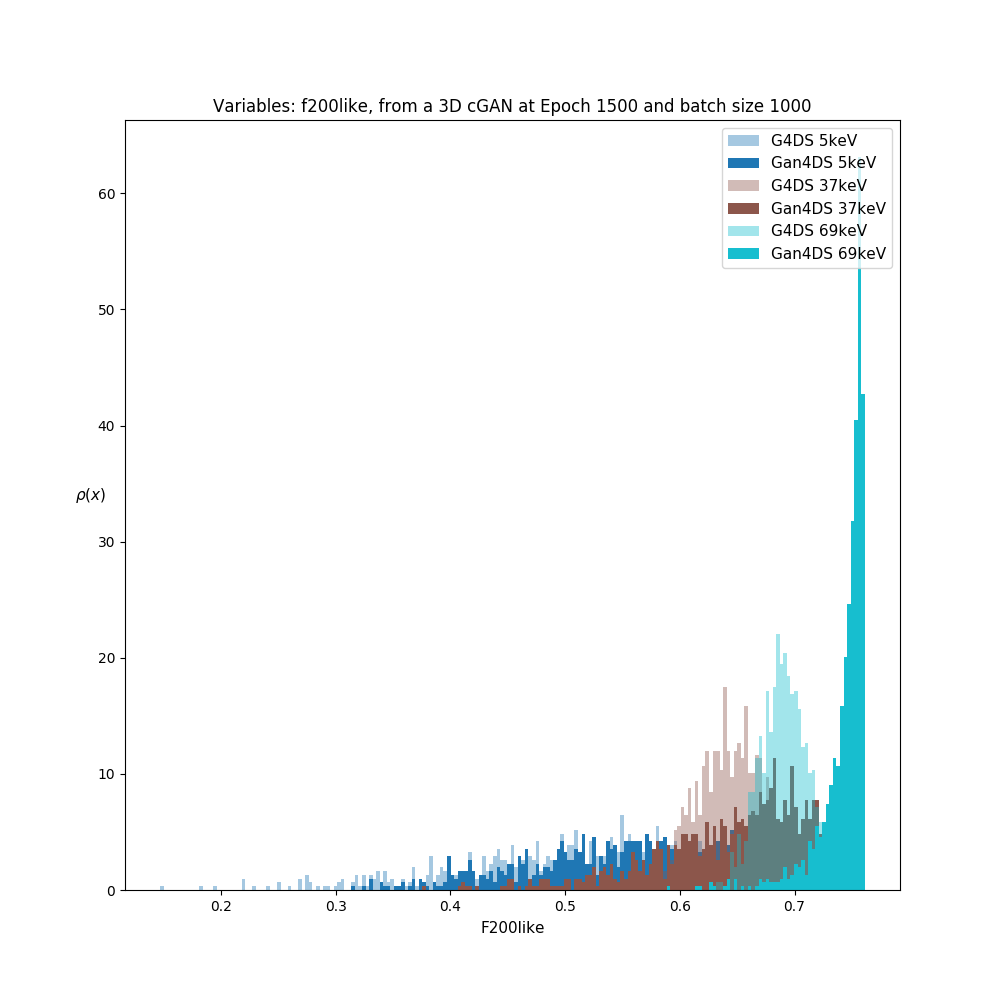 Variables: f200like, from a 3D cGAN at Epoch 1500 and batch size 1000
G4DS 5keV
Gan4DS 5keV
G4DS 37keV
Gan4DS 37keV
G4DS 69keV
Gan4DS 69keV
60
50
40
ρ(x)
30
20
10
0
0.2 0.3 0.4 0.5 0.6 0.7
F200like